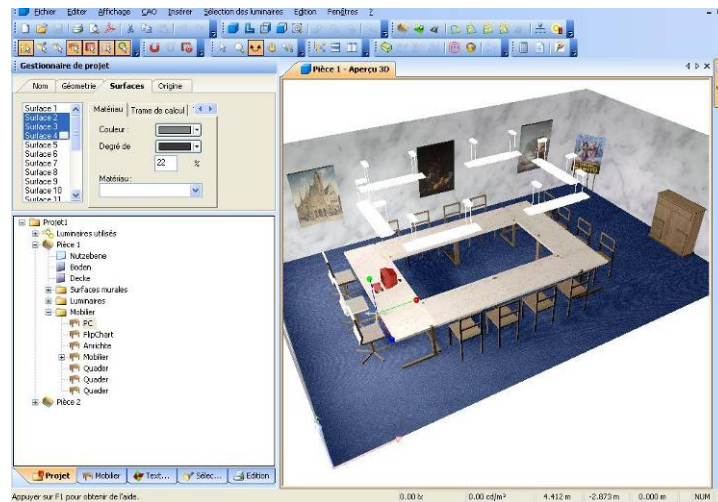 Fichier Editer Affichage CAO Insérer Sélection des luminaires Edition Fenêtres ?
Gestionnaire de projet
Nom Géometrie Surfaces Origine
Surface 1
Surface 2
Surface 3
Surface 4
Surface 5
Surface 6
Surface 7
Surface 8
Surface 9
Surface 10
Surface 11
Matériau Trame de calcul
Couleur :
Degré de
22 %
Matériau :
Projet1
Luminaires utilisés
Pièce 1
Nutzebene
Boden
Decke
Surfaces murales
Luminaires
Mobilier
PC
FlipChart
Anrichte
Mobilier
Quader
Quader
Quader
Pièce 2
Projet Mobilier Text... Sélec... Edition
Pièce 1 - Aperçu 3D
Appuyer sur F1 pour obtenir de l'aide. 0.00 lx 0.00 cd/m² 4.412 m -2.873 m 0.000 m NUM